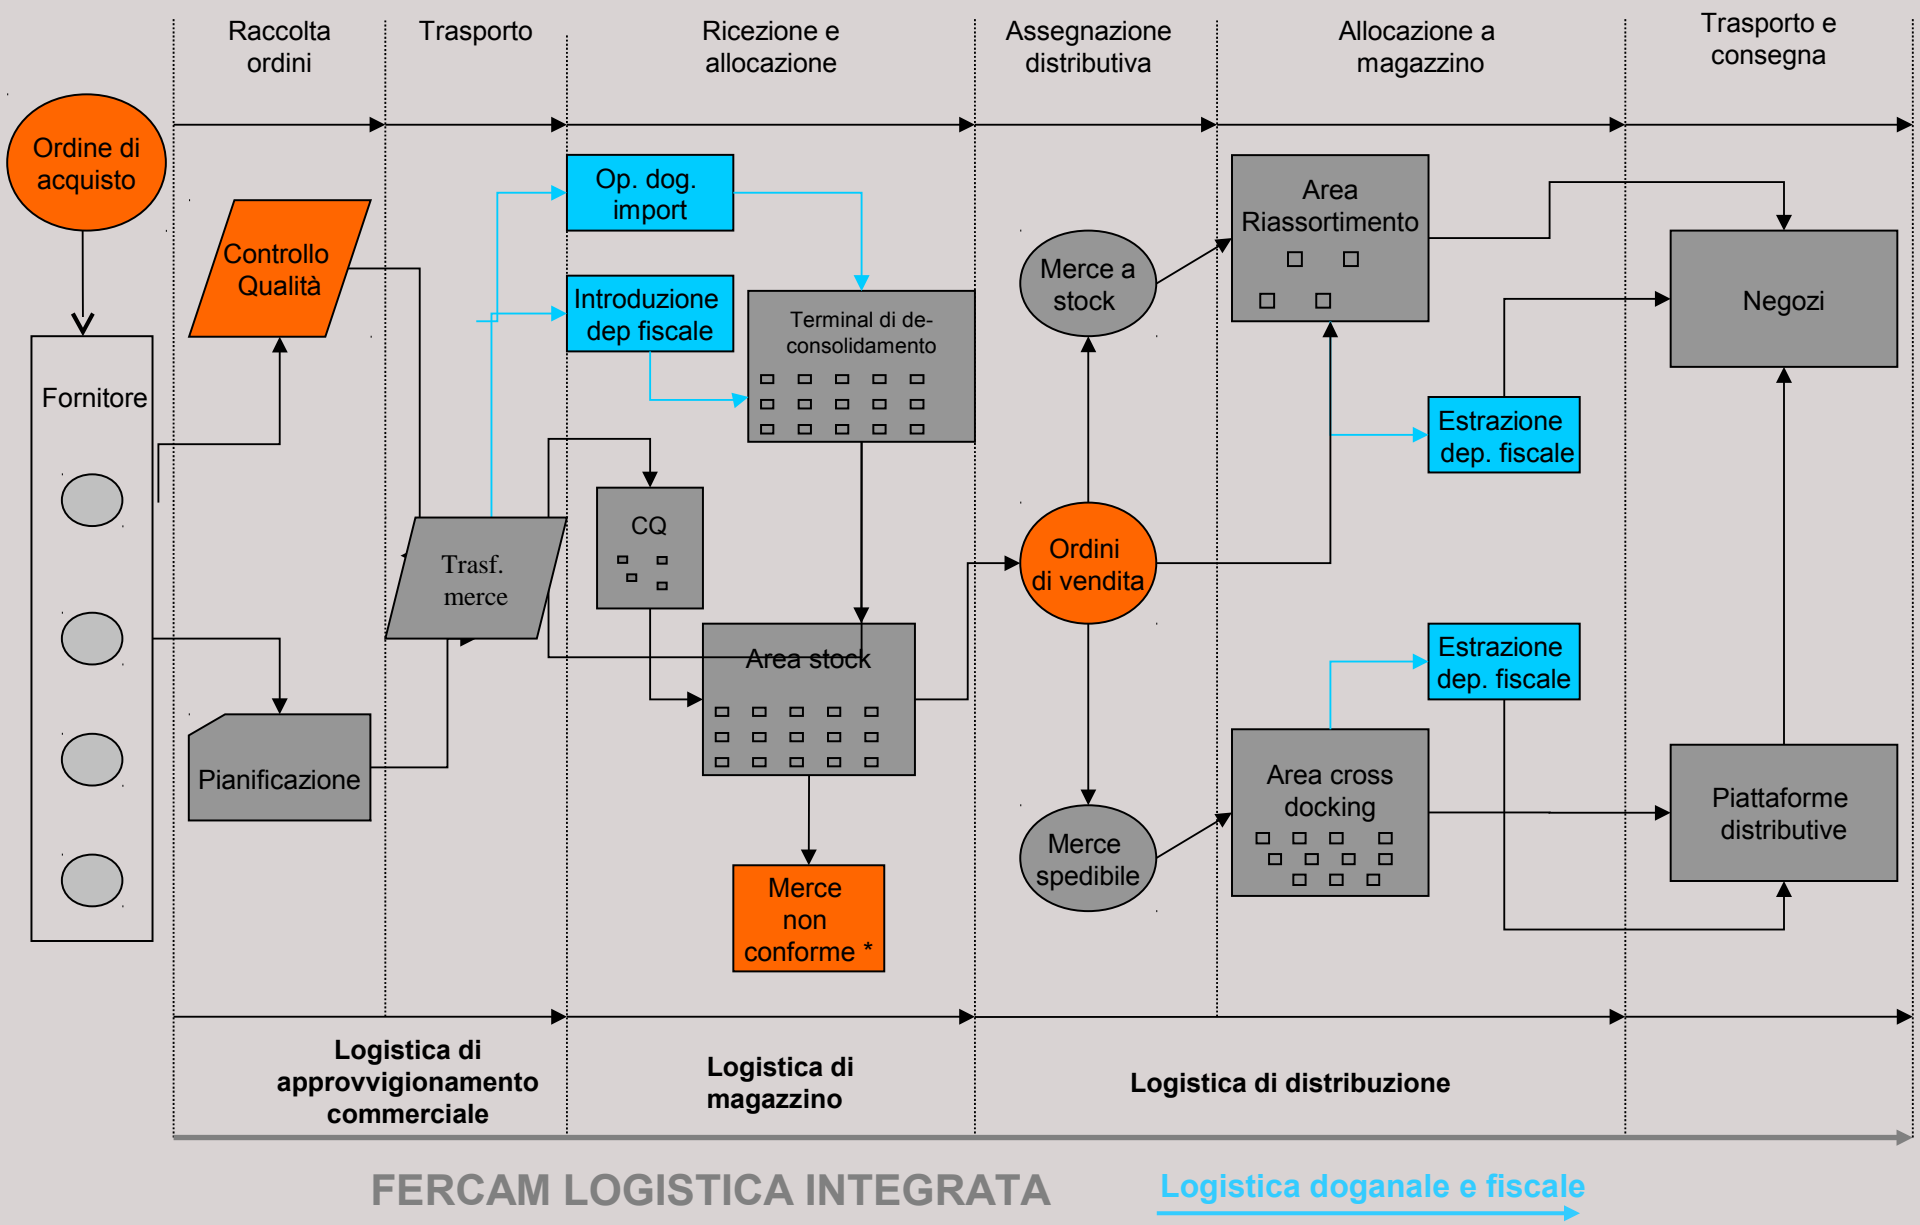 Raccolta
ordini
Trasporto
Ricezione e
allocazione
Assegnazione
distributiva
Allocazione a
magazzino
Trasporto e
consegna
Ordine di
acquisto
Fornitore
Controllo
Qualità
Pianificazione
Trasf.
merce
Op. dog.
import
Introduzione
dep fiscale
Terminal di de-
consolidamento
CQ
Area stock
Merce
non
conforme *
Merce a
stock
Ordini
di vendita
Merce
spedibile
Area
Riassortimento
Estrazione
dep. fiscale
Estrazione
dep. fiscale
Area cross
docking
Negozi
Piattaforme
distributive
Logistica di
approvvigionamento
commerciale
Logistica di
magazzino
Logistica di distribuzione
FERCAM LOGISTICA INTEGRATA
Logistica doganale e fiscale